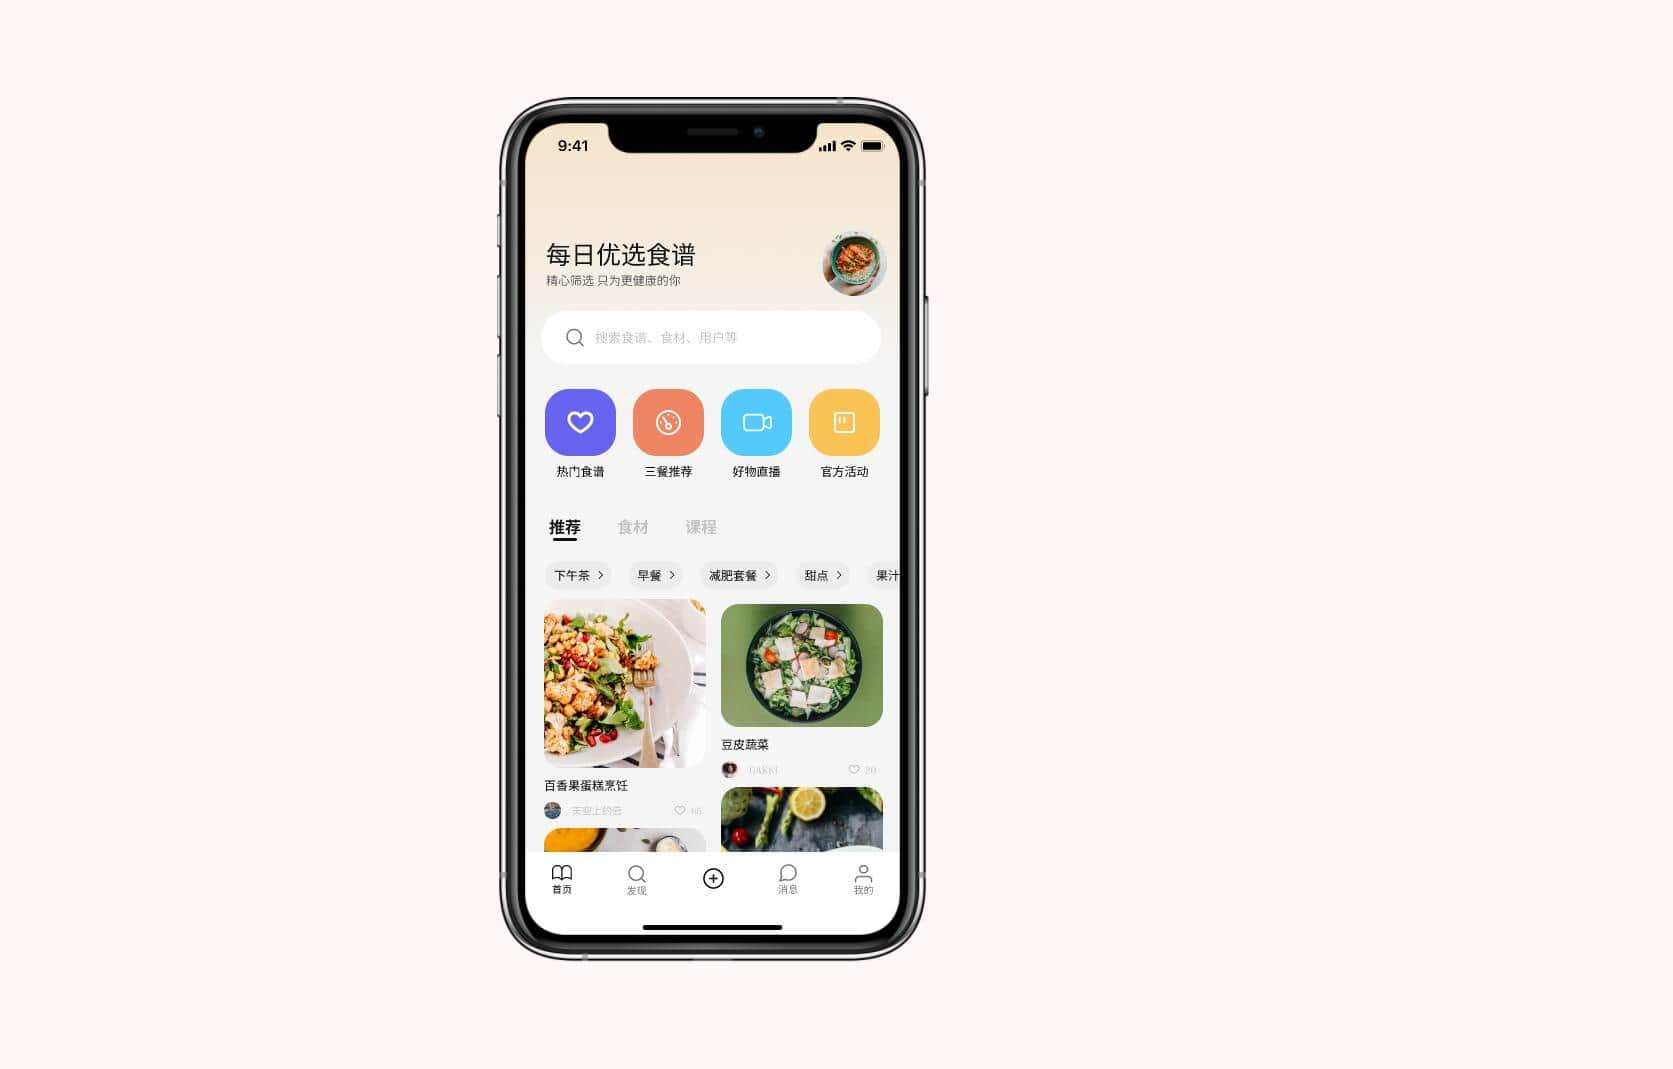 9:41
每日优选食谱
精心筛选 只为更健康的你
搜索食谱、食材、用户等
热门食谱 三餐推荐 好物直播 官方活动
推荐 食材 课程
下午茶 早餐 减肥套餐 甜点 果汁
豆皮蔬菜
GAKKI 20
百香果蛋糕烹饪
天空上的云 65
首页 发现 消息 我的